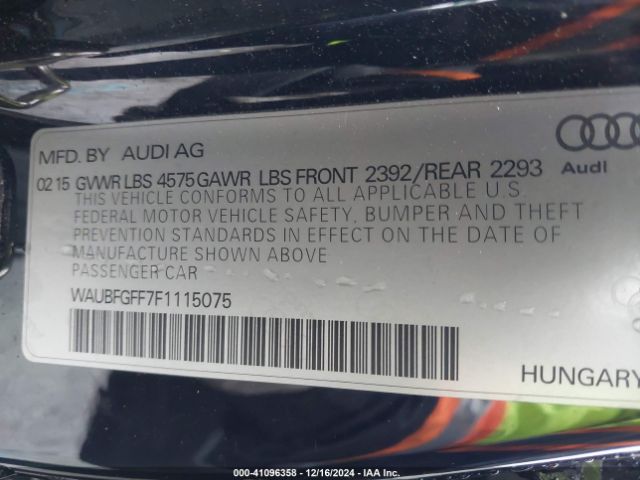 MFD. BY AUDI AG
Audi
02 15 GVWR LBS 4575 GAWR LBS FRONT 2392/REAR 2293
THIS VEHICLE CONFORMS TO ALL APPLICABLE U S
FEDERAL MOTOR VEHICLE SAFETY, BUMPER AND THEFT
PREVENTION STANDARDS IN EFFECT ON THE DATE OF
MANUFACTURE SHOWN ABOVE
PASSENGER CAR
WAUBFGFF7F1115075
HUNGARY
000-41096358 - 12/16/2024 - IAA Inc.